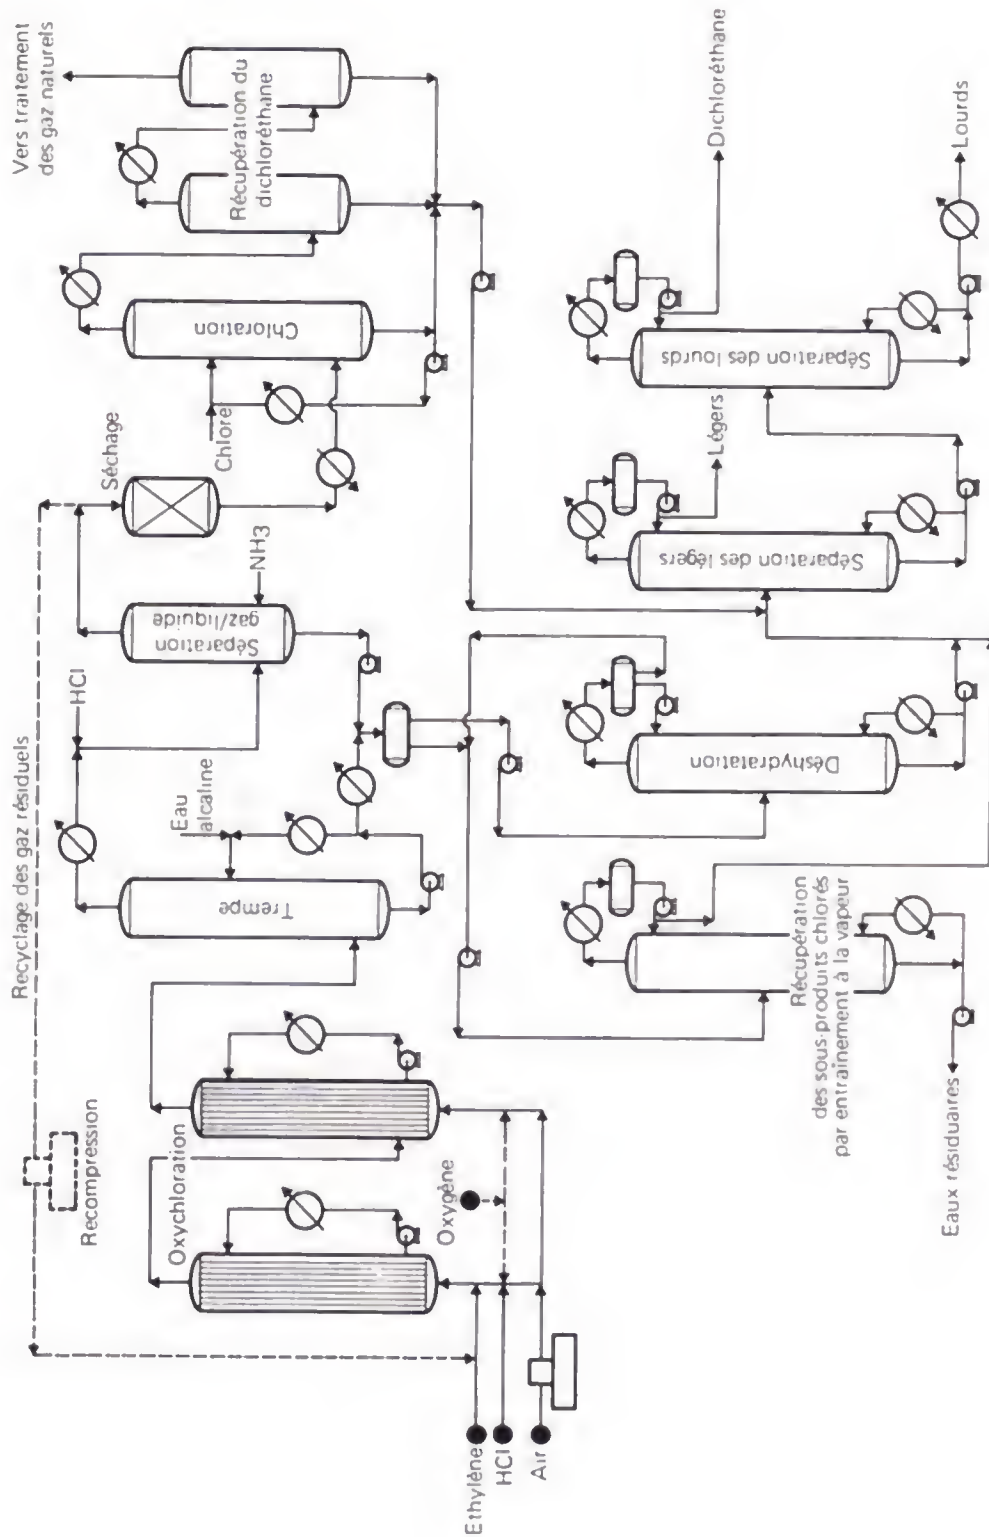 Recyclage des gaz résiduels
Recompression
Oxychloration
Oxygène
Ethylène
HCl
Air
Trempe
Eau
alcaline
HCl
Séparation
gaz/liquide
NH3
Séchage
Chlore
Chloration
Récupération du
dichloréthane
Vers traitement
des gaz naturels
Récupération
des sous-produits chlorés
par entraînement à la vapeur
Eaux résiduaires
Déshydratation
Séparation des légers
Légers
Séparation des lourds
Dichloréthane
Lourds